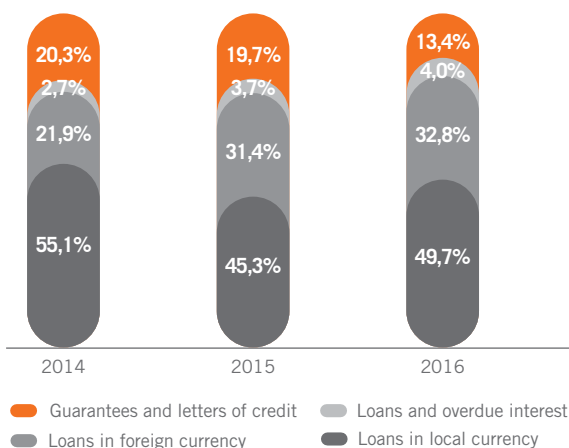 20,3% 19,7% 13,4%
2,7% 3,7% 4,0%
21,9% 31,4% 32,8%
55,1% 45,3% 49,7%
2014 2015 2016
Guarantees and letters of credit Loans and overdue interest
Loans in foreign currency Loans in local currency